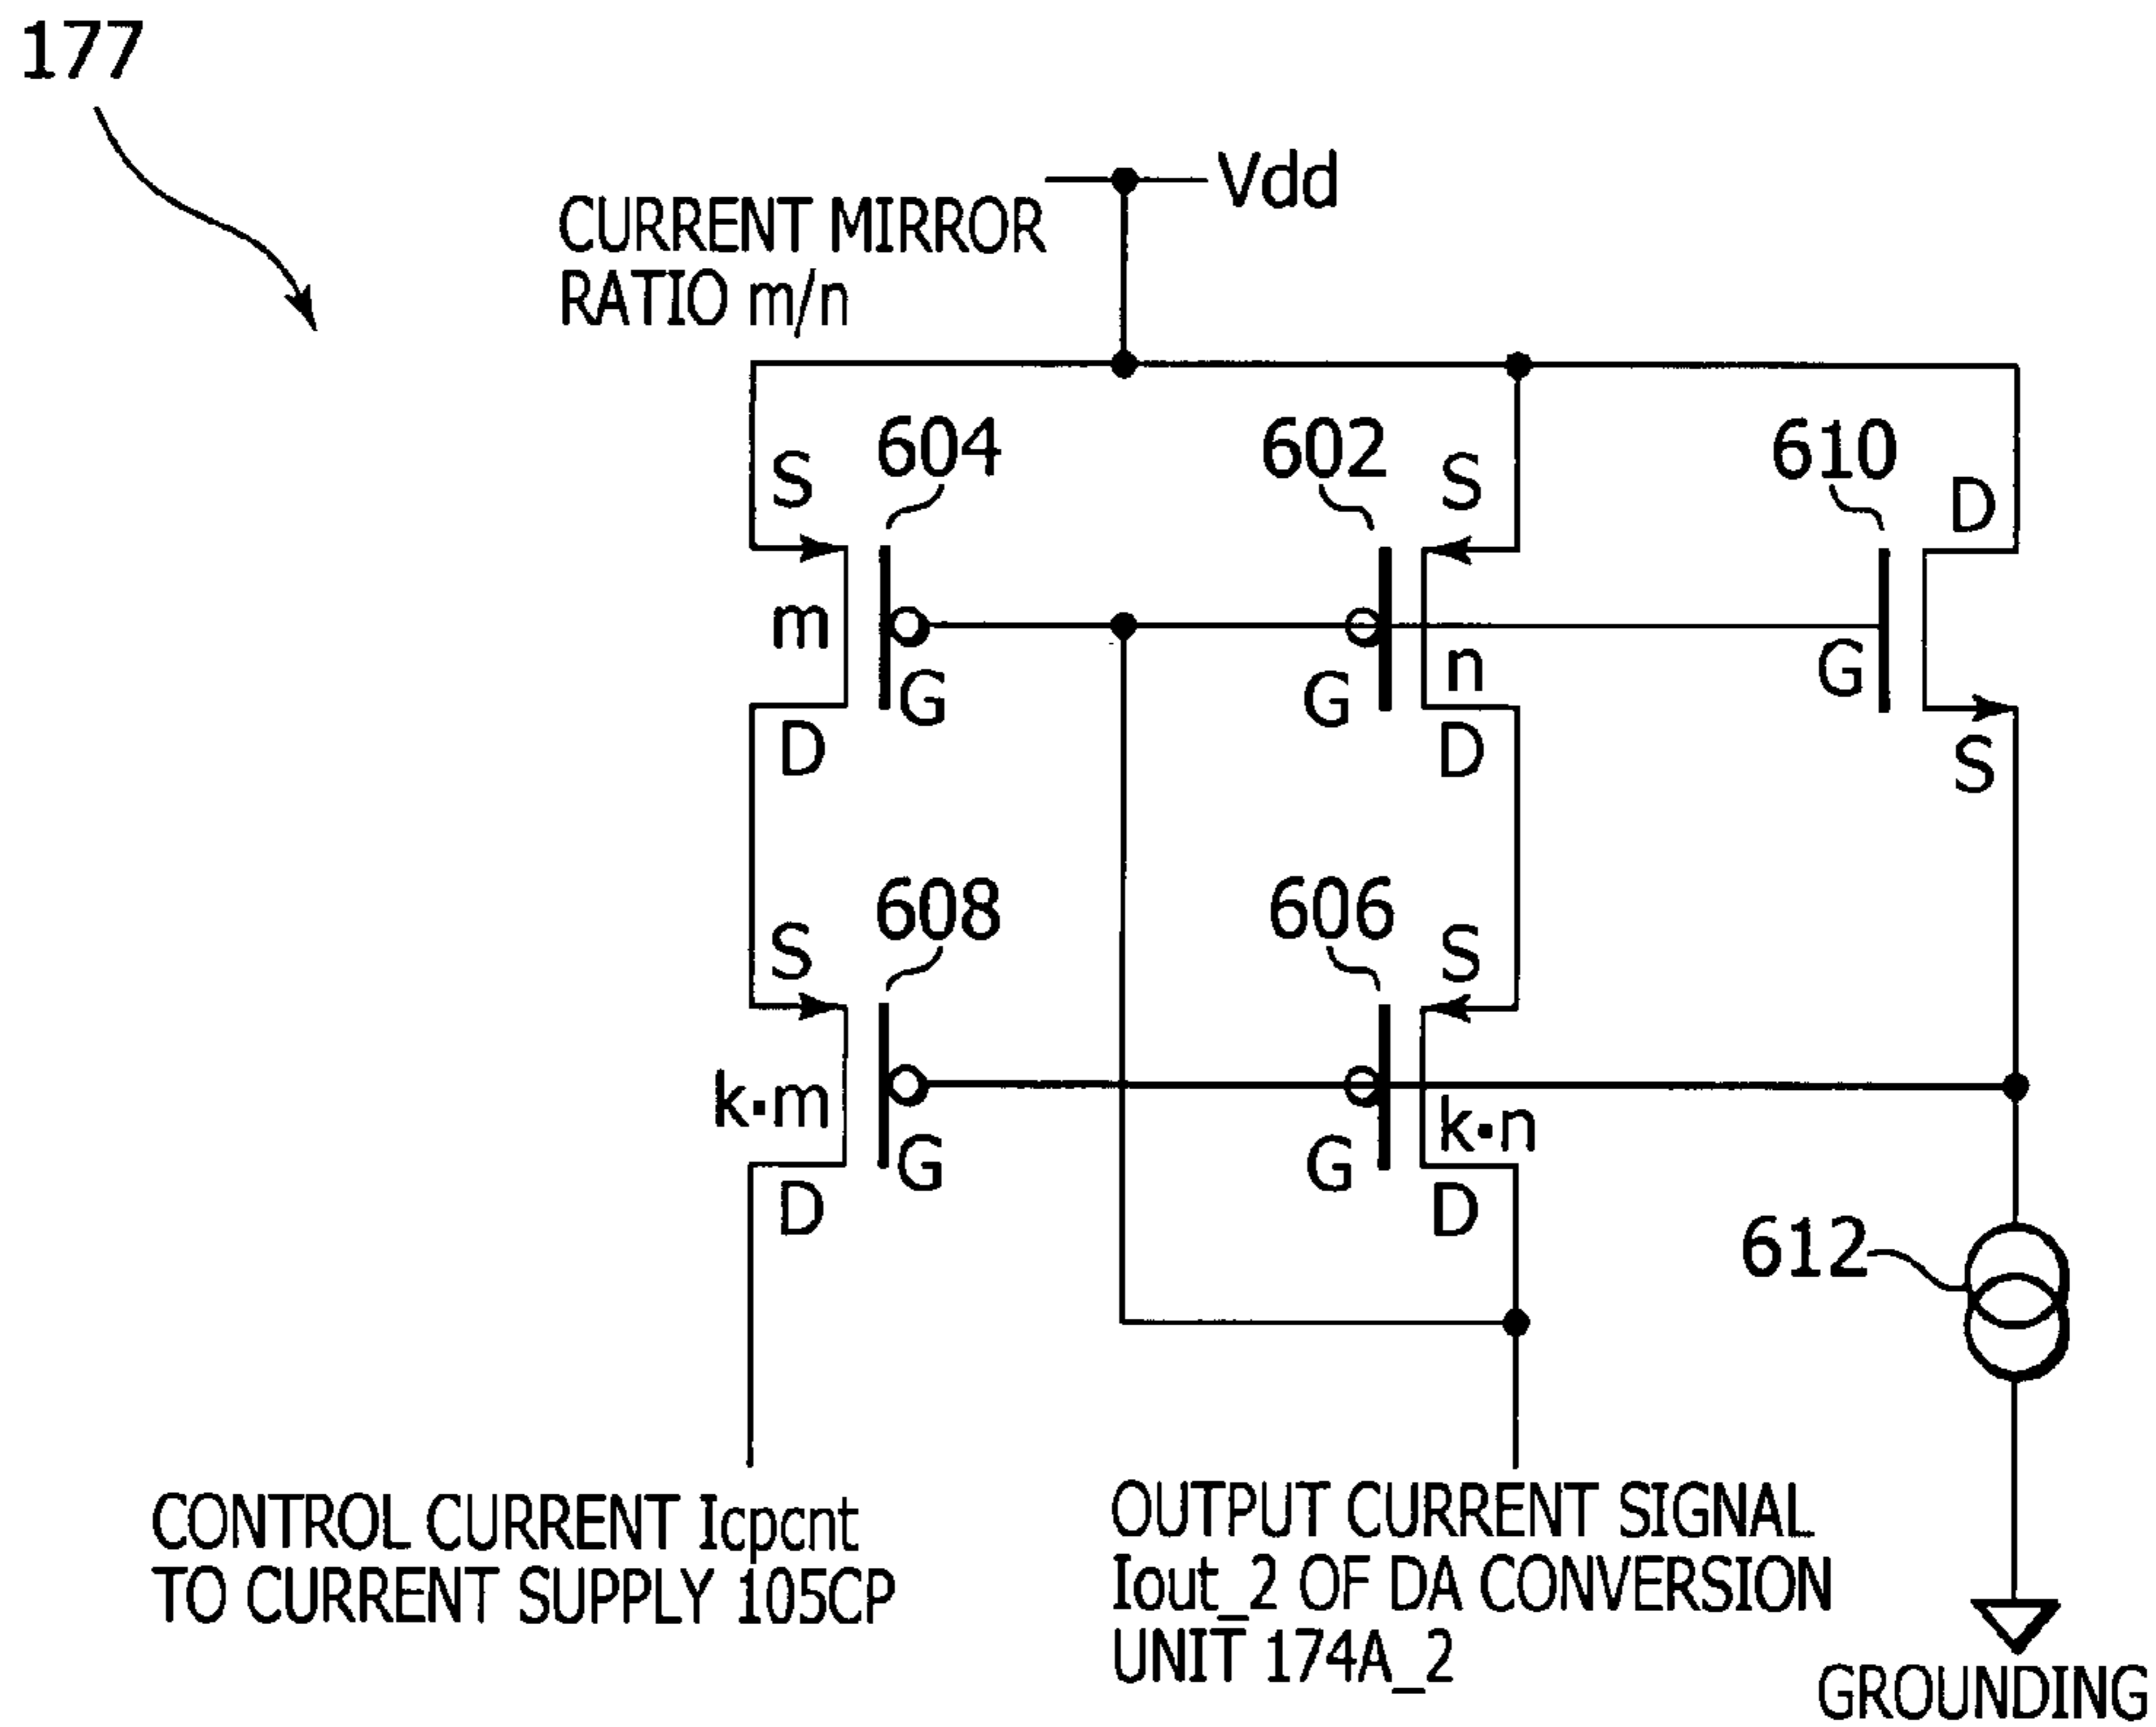 177
Vdd
CURRENT MIRROR
RATIO m/n
604
602
610
S
S
D
m
G
G
n
G
D
D
S
608
606
S
S
k·m
G
G
k·n
D
D
612
CONTROL CURRENT Icpcnt
TO CURRENT SUPPLY 105CP
OUTPUT CURRENT SIGNAL
Iout_2 OF DA CONVERSION
UNIT 174A_2
GROUNDING